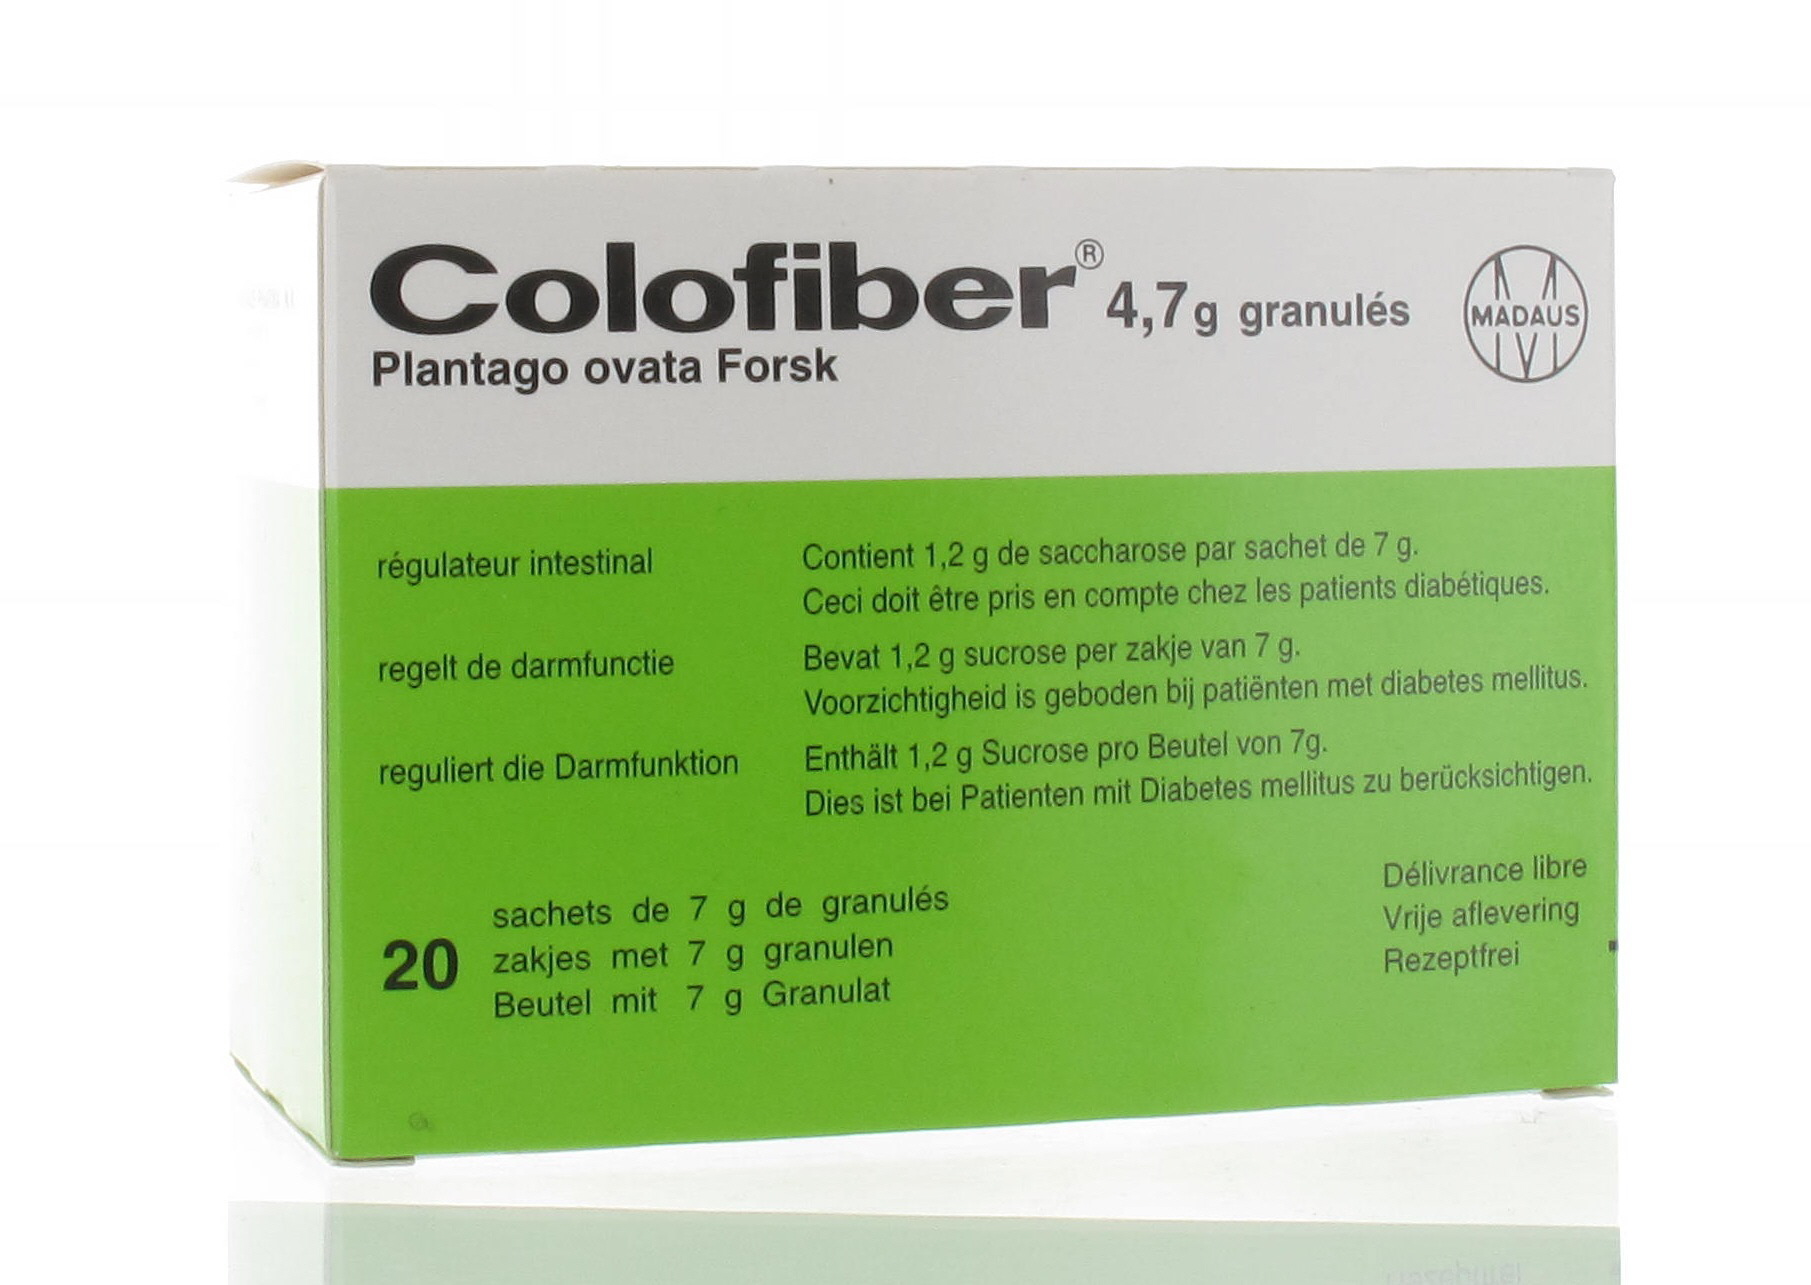 Colofiber® 4,7g granulés
MADAUS
Plantago ovata Forsk
régulateur intestinal
Contient 1,2 g de saccharose par sachet de 7 g.
Ceci doit être pris en compte chez les patients diabétiques.
regelt de darmfunctie
Bevat 1,2 g sucrose per zakje van 7 g.
Voorzichtigheid is geboden bij patiënten met diabetes mellitus.
reguliert die Darmfunktion
Enthält 1,2 g Sucrose pro Beutel von 7g.
Dies ist bei Patienten mit Diabetes mellitus zu berücksichtigen.
20
sachets de 7 g de granulés
zakjes met 7 g granulen
Beutel mit 7 g Granulat
Délivrance libre
Vrije aflevering
Rezeptfrei